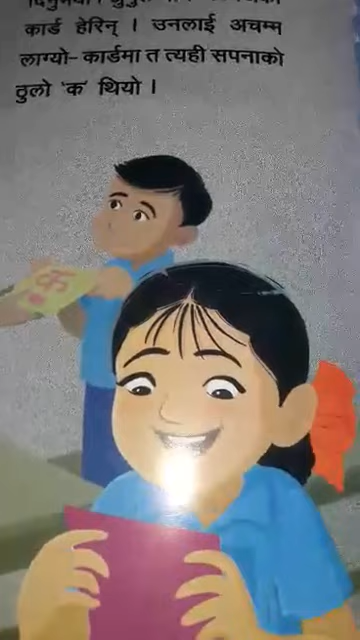 कार्ड हेरिन् । उनलाई अचम्म
लाग्यो– कार्डमा त त्यही सपनाको
ठुलो ‘क’ थियो ।
क